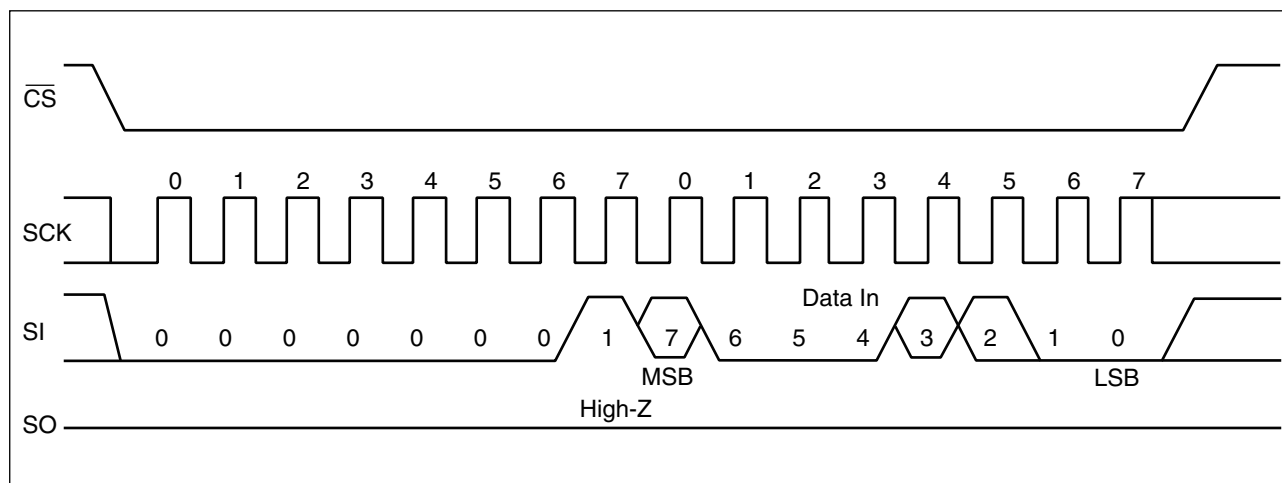 CS
0 1 2 3 4 5 6 7 0 1 2 3 4 5 6 7
SCK
Data In
SI 0 0 0 0 0 0 0 1 7 6 5 4 3 2 1 0
MSB LSB
High-Z
SO